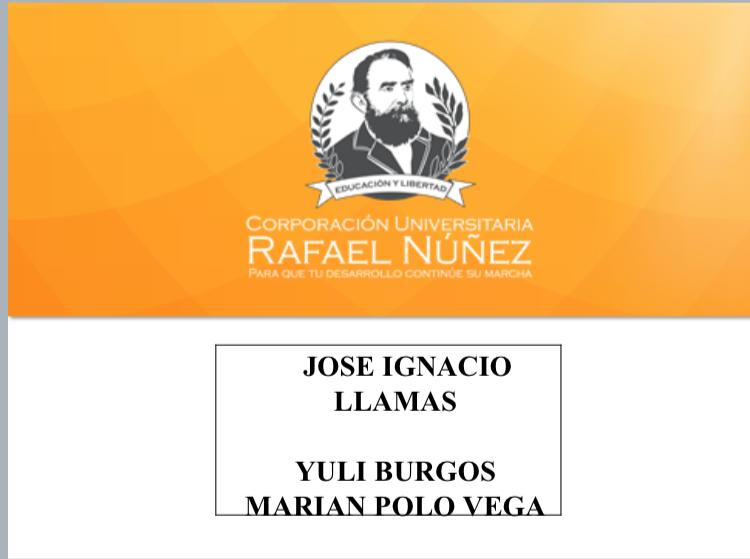 EDUCACIÓN Y LIBERTAD
CORPORACIÓN UNIVERSITARIA
RAFAEL NÚÑEZ
PARA QUE TU DESARROLLO CONTINÚE SU MARCHA
JOSE IGNACIO
LLAMAS
YULI BURGOS
MARIAN POLO VEGA